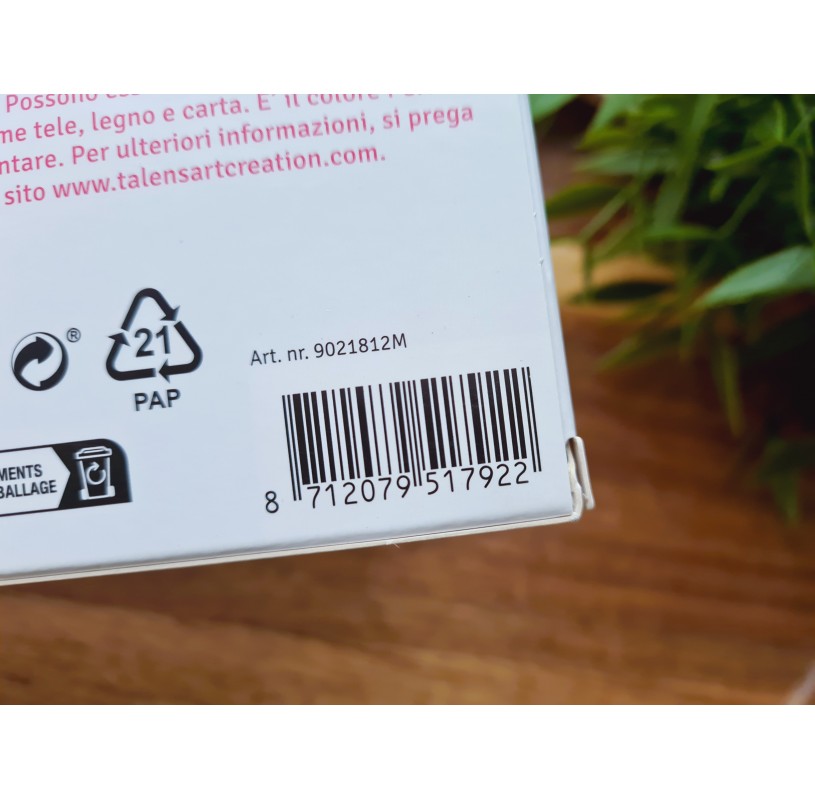 Possono
me tele, legno e carta. E' il colore
ntare. Per ulteriori informazioni, si prega
sito www.talensartcreation.com.
®
21
PAP
Art. nr. 9021812M
MENTS
BALLAGE
8 712079 517922